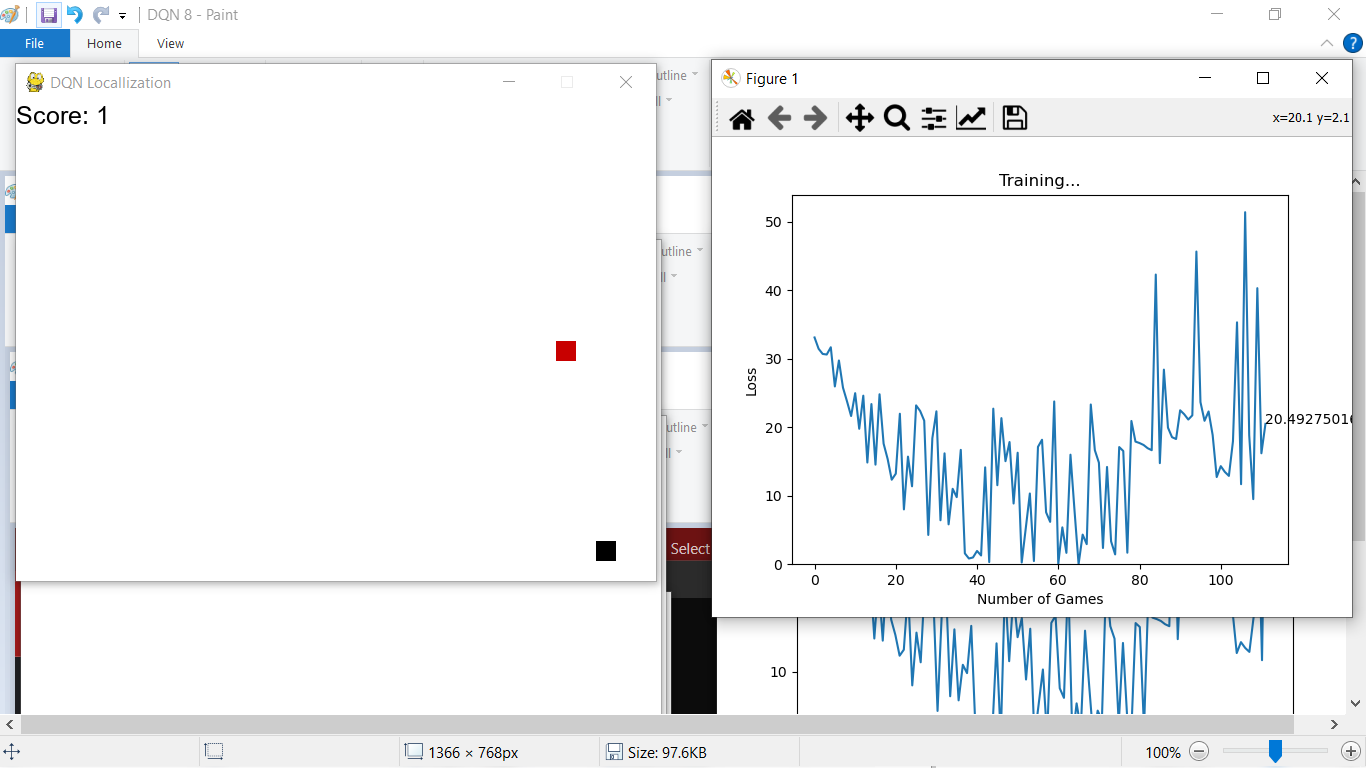 DQN 8 - Paint
File
Home
View
utline
ll
DQN Locallization
Score: 1
Figure 1
x=20.1 y=2.1
Training...
50
40
30
20
10
0
Loss
20.49275016
0
20
40
60
80
100
Number of Games
utline
ll
utline
ll
Select
10
1366 × 768px
Size: 97.6KB
100%